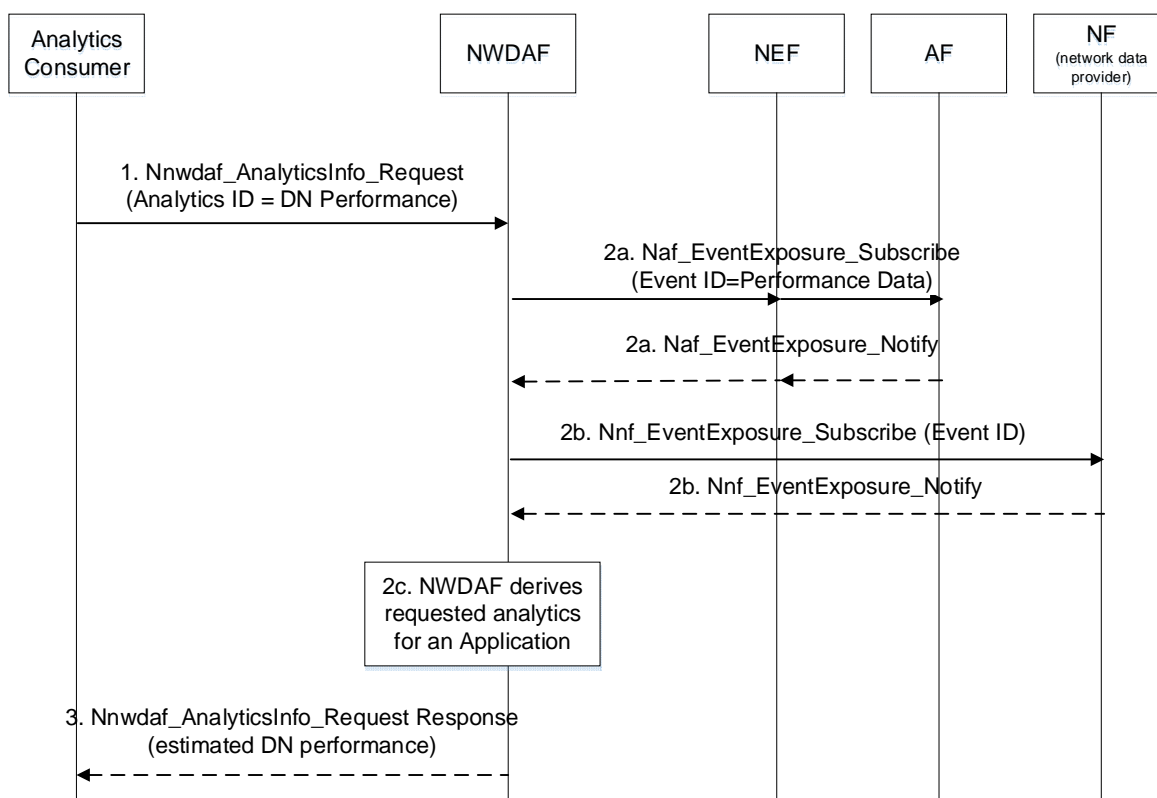 Analytics
Consumer
NWDAF
NEF
AF
NF
(network data
provider)
1. Nnwdaf_AnalyticsInfo_Request
(Analytics ID = DN Performance)
2a. Naf_EventExposure_Subscribe
(Event ID=Performance Data)
2a. Naf_EventExposure_Notify
2b. Nnf_EventExposure_Subscribe (Event ID)
2b. Nnf_EventExposure_Notify
2c. NWDAF derives
requested analytics
for an Application
3. Nnwdaf_AnalyticsInfo_Request Response
(estimated DN performance)